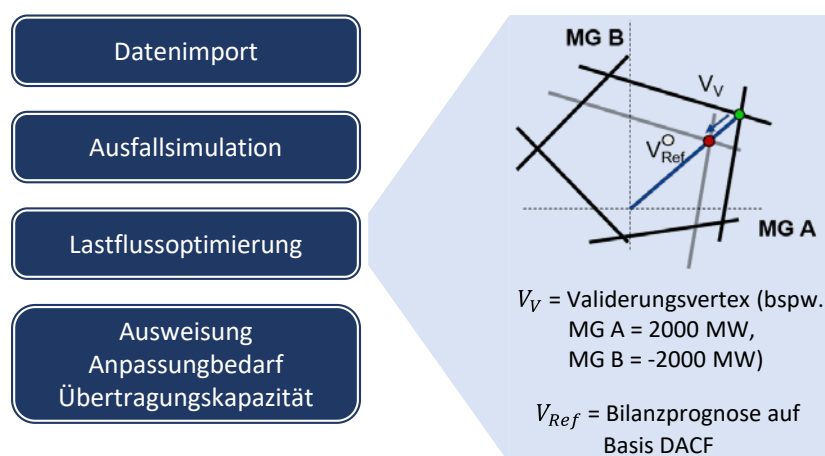 Datenimport
Ausfallsimulation
Lastflussoptimierung
Ausweisung
Anpassungbedarf
Übertragungskapazität
MG B
V_V
V_Ref^O
MG A
V_V = Validerungsvertex (bspw.
MG A = 2000 MW,
MG B = -2000 MW)
V_Ref = Bilanzprognose auf
Basis DACF